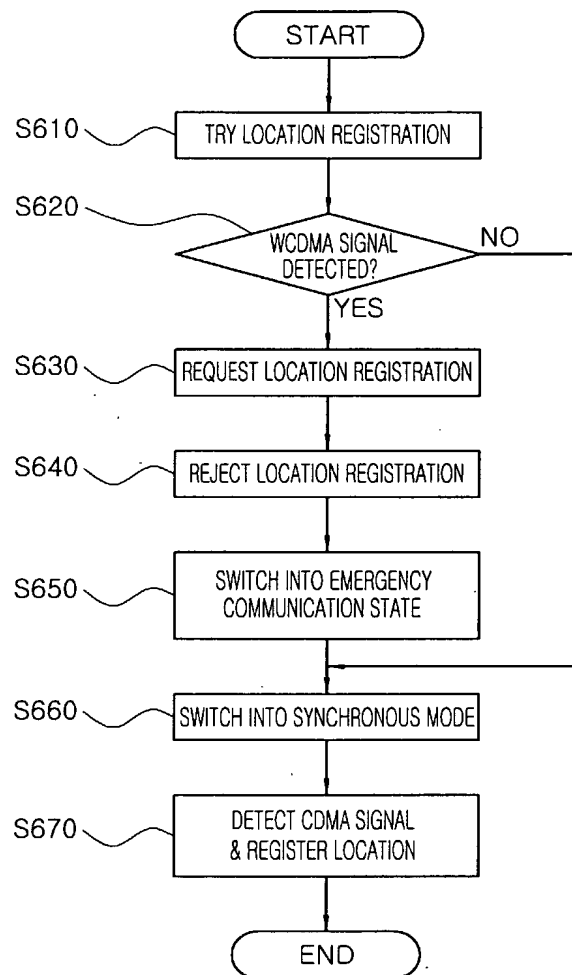 START
S610
TRY LOCATION REGISTRATION
S620
WCDMA SIGNAL
DETECTED?
NO
YES
S630
REQUEST LOCATION REGISTRATION
S640
REJECT LOCATION REGISTRATION
S650
SWITCH INTO EMERGENCY
COMMUNICATION STATE
S660
SWITCH INTO SYNCHRONOUS MODE
S670
DETECT CDMA SIGNAL
& REGISTER LOCATION
END